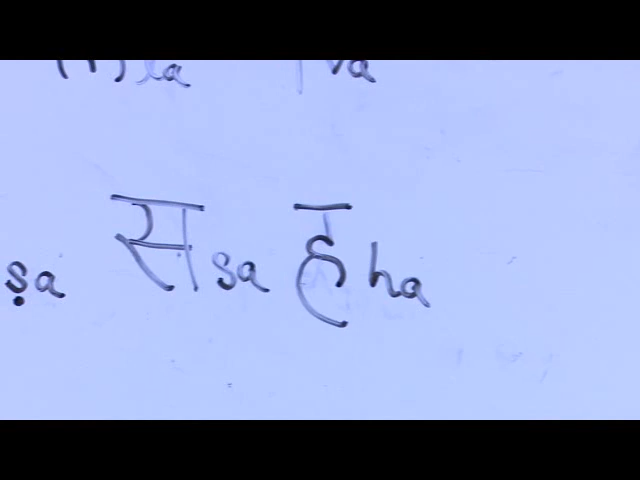 la va
ṣa स sa ह ha